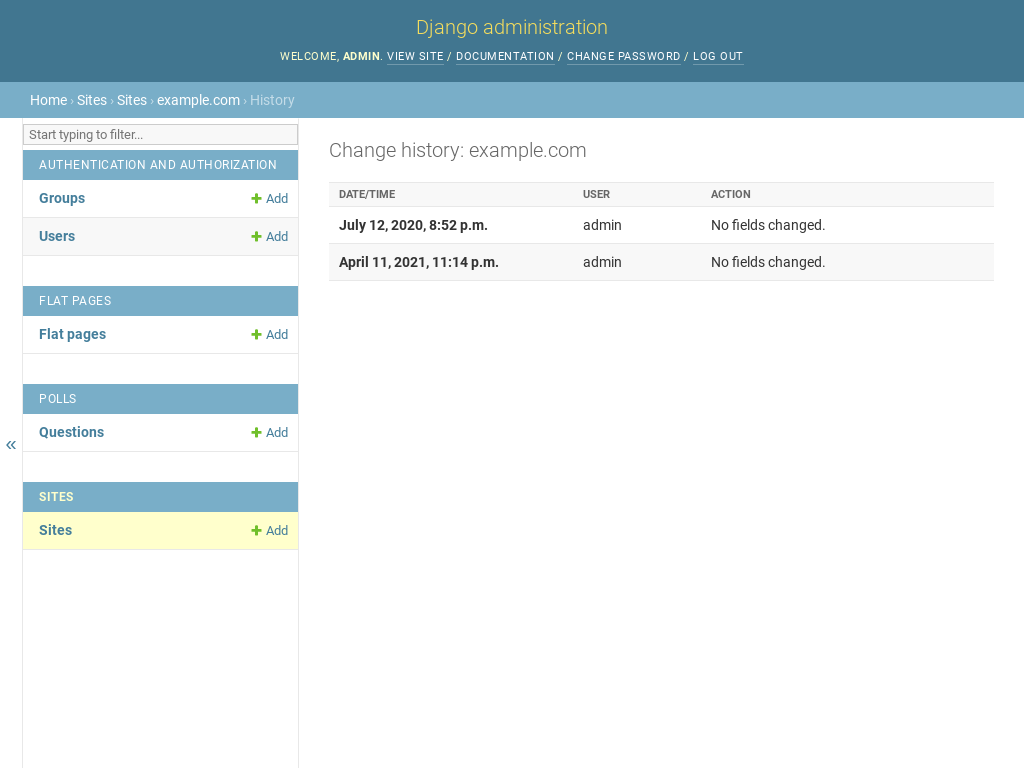 Django administration
WELCOME, ADMIN. VIEW SITE / DOCUMENTATION / CHANGE PASSWORD / LOG OUT
Home › Sites › Sites › example.com › History
Start typing to filter...
AUTHENTICATION AND AUTHORIZATION
Groups Add
Users Add
FLAT PAGES
Flat pages Add
POLLS
Questions Add
SITES
Sites Add
«
Change history: example.com
DATE/TIME USER ACTION
July 12, 2020, 8:52 p.m. admin No fields changed.
April 11, 2021, 11:14 p.m. admin No fields changed.